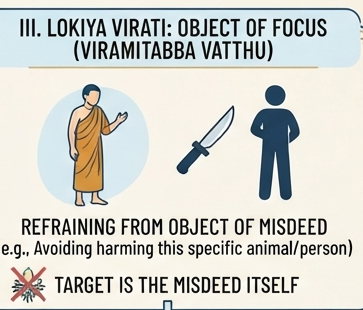 III. LOKIYA VIRATI: OBJECT OF FOCUS
(VIRAMITABBA VATTHU)
REFRAINING FROM OBJECT OF MISDEED
e.g., Avoiding harming this specific animal/person)
TARGET IS THE MISDEED ITSELF